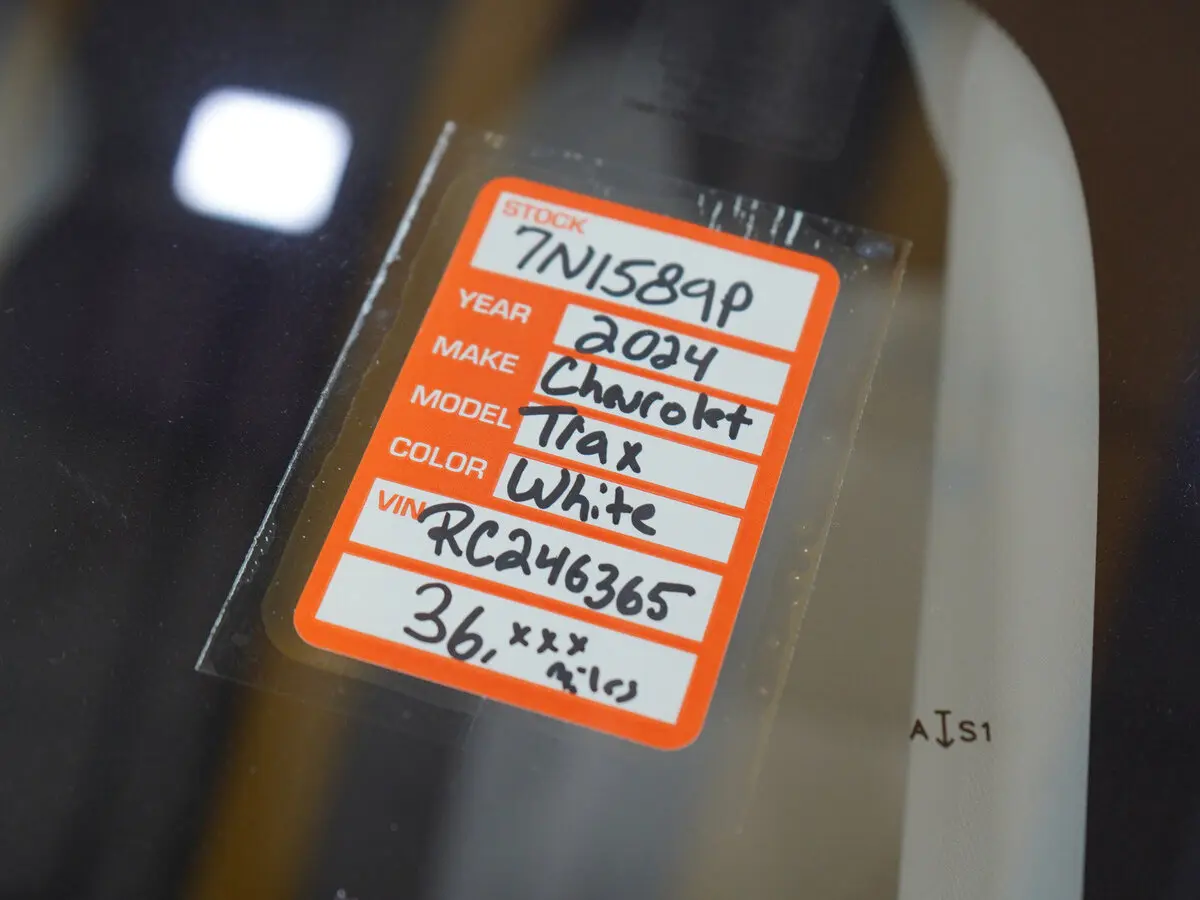 STOCK
7N1589P
YEAR 2024
MAKE Chevrolet
MODEL Trax
COLOR White
VIN RC246365
36,xxx
miles
A↧S1